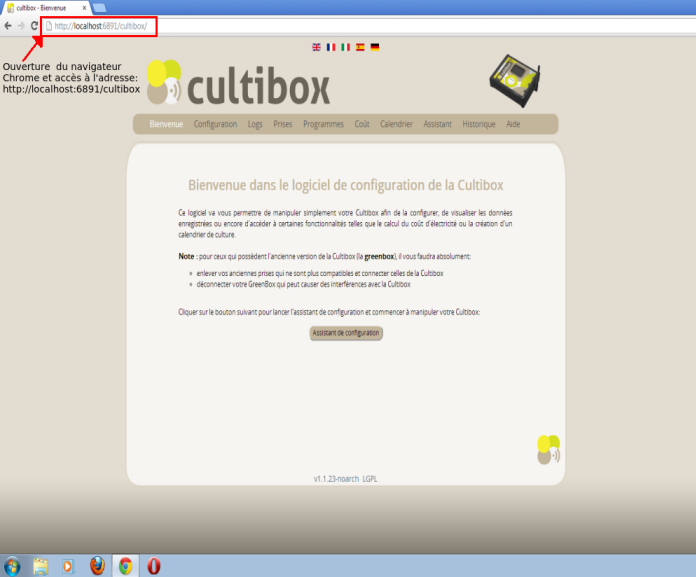 cultibox - Bienvenue
http://localhost:6891/cultibox/
Ouverture du navigateur
Chrome et accès à l'adresse:
http://localhost:6891/cultibox
cultibox
Bienvenue Configuration Logs Prises Programmes Coût Calendrier Assistant Historique Aide
Bienvenue dans le logiciel de configuration de la Cultibox
Ce logiciel va vous permettre de manipuler simplement votre Cultibox afin de la configurer, de visualiser les données
enregistrées ou encore d'accéder à certaines fonctionnalités telles que le calcul du coût d'électricité ou la création d'un
calendrier de culture.
Note : pour ceux qui possèdent l'ancienne version de la Cultibox (la greenbox), il vous faudra absolument:
enlever vos anciennes prises qui ne sont plus compatibles et connecter celles de la Cultibox
déconnecter votre GreenBox qui peut causer des interférences avec la Cultibox
Cliquer sur le bouton suivant pour lancer l'assistant de configuration et commencer à manipuler votre Cultibox:
Assistant de configuration
v1.1.23-noarch LGPL